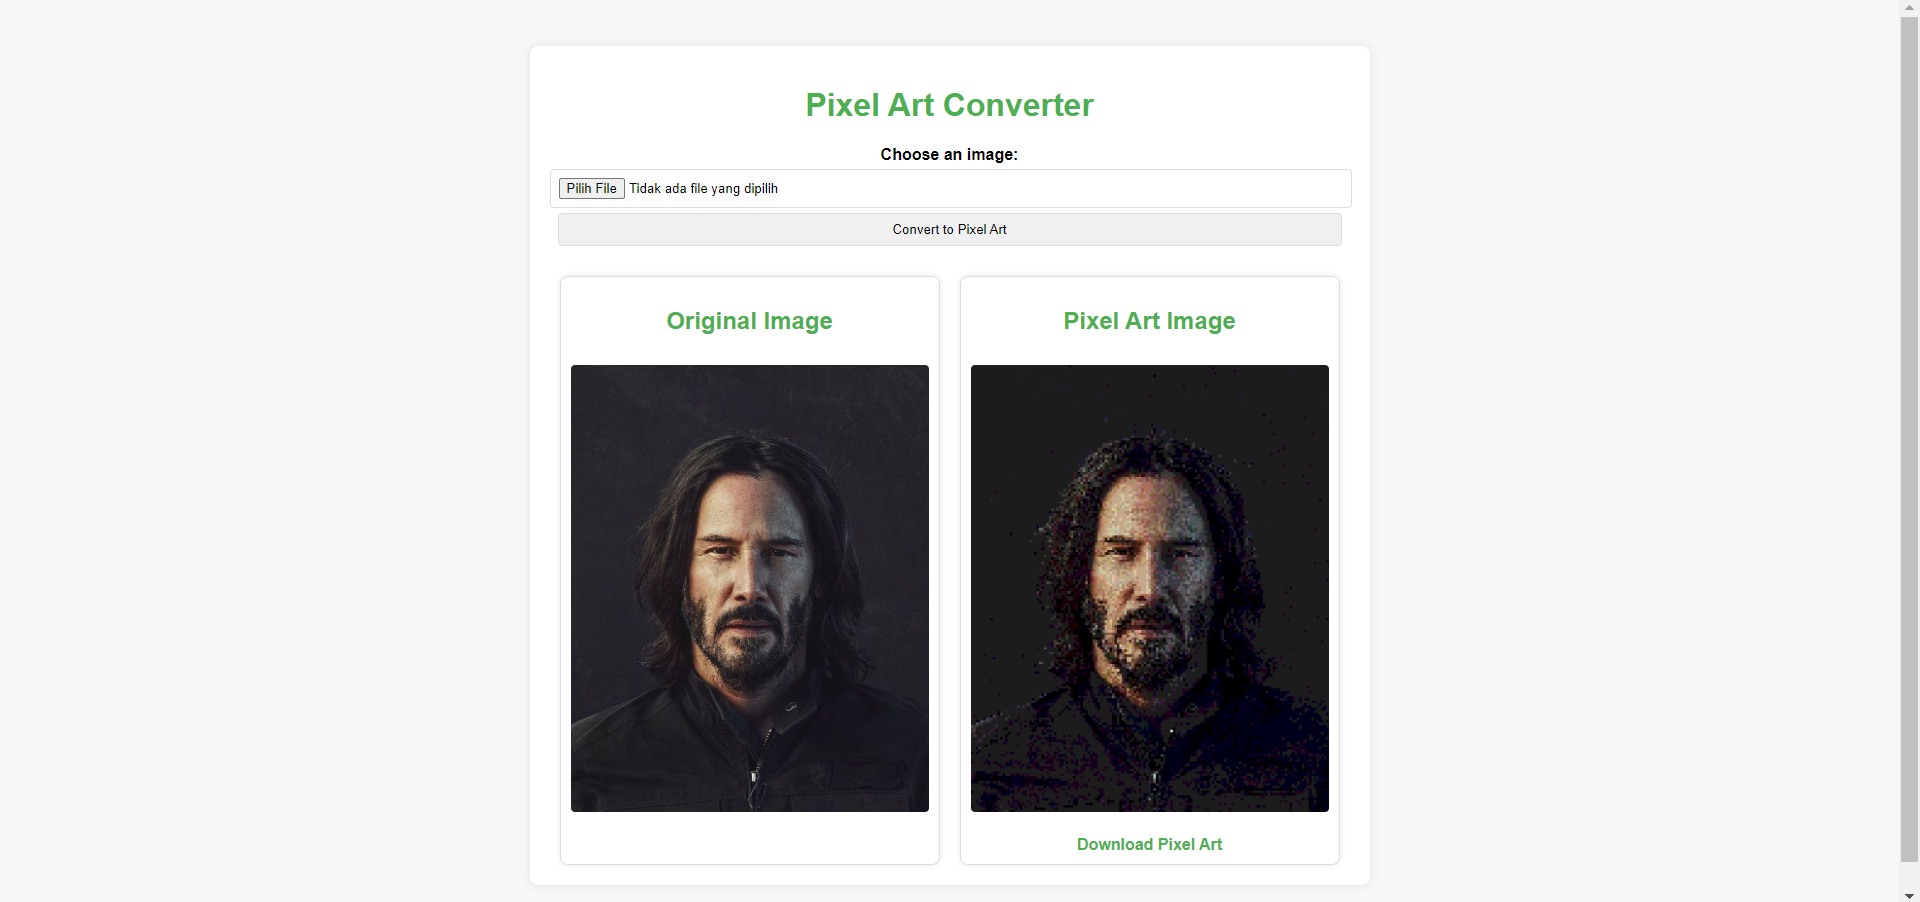 Pixel Art Converter
Choose an image:
Pilih File Tidak ada file yang dipilih
Convert to Pixel Art
Original Image
Pixel Art Image
Download Pixel Art